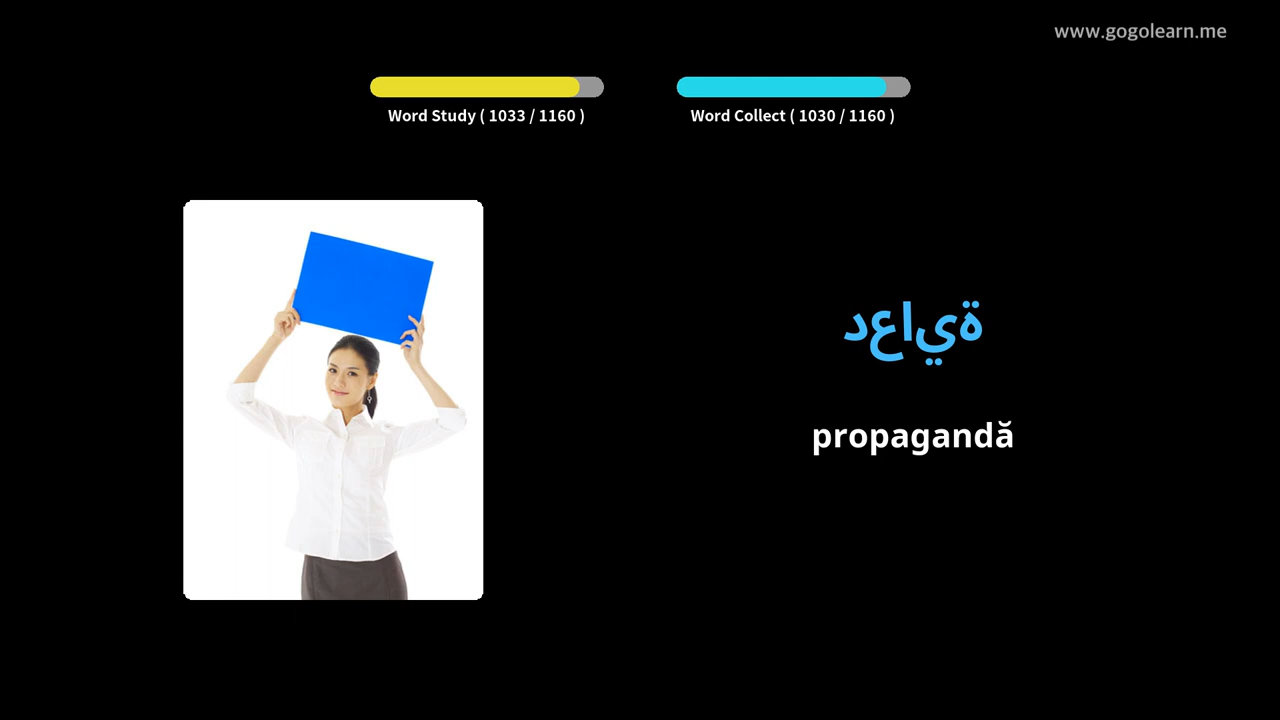 www.gogolearn.me
Word Study ( 1033 / 1160 )
Word Collect ( 1030 / 1160 )
دعاية
propagandă